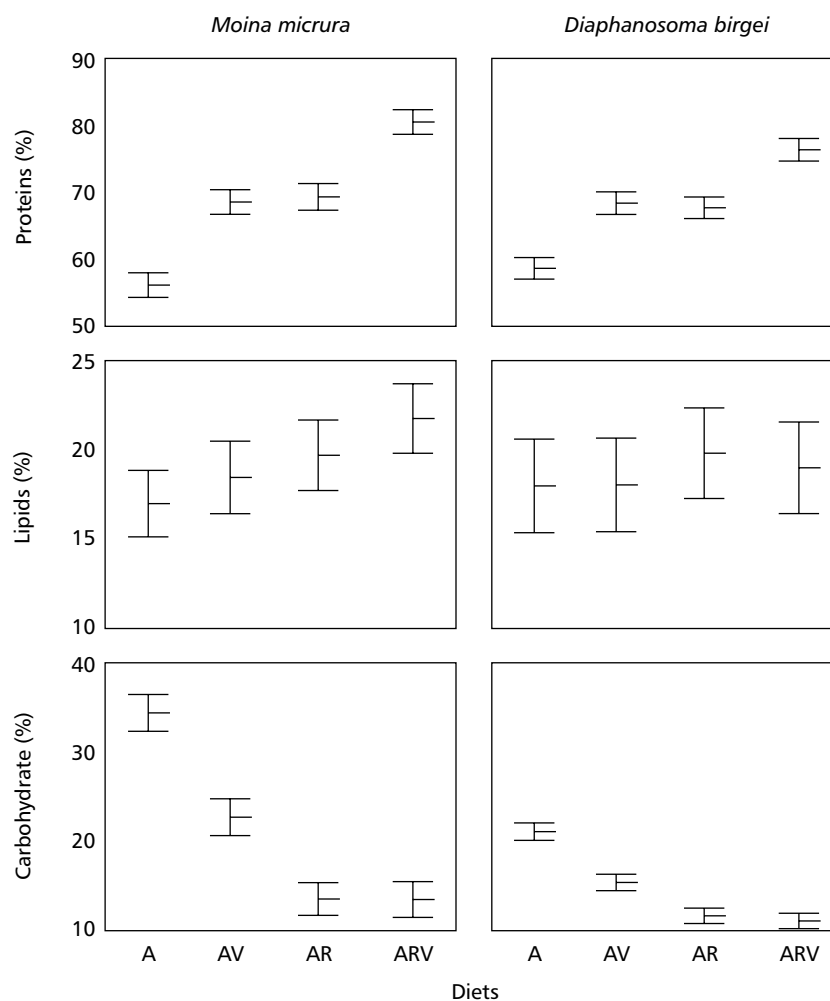 Moina micrura
Diaphanosoma birgei
Proteins (%)
90
80
70
60
50
Lipids (%)
25
20
15
10
Carbohydrate (%)
40
30
20
10
A AV AR ARV A AV AR ARV
Diets